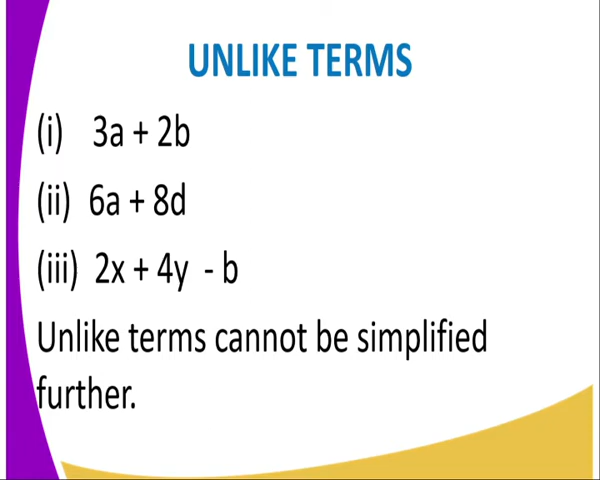 UNLIKE TERMS
(i) 3a + 2b
(ii) 6a + 8d
(iii) 2x + 4y - b
Unlike terms cannot be simplified
further.